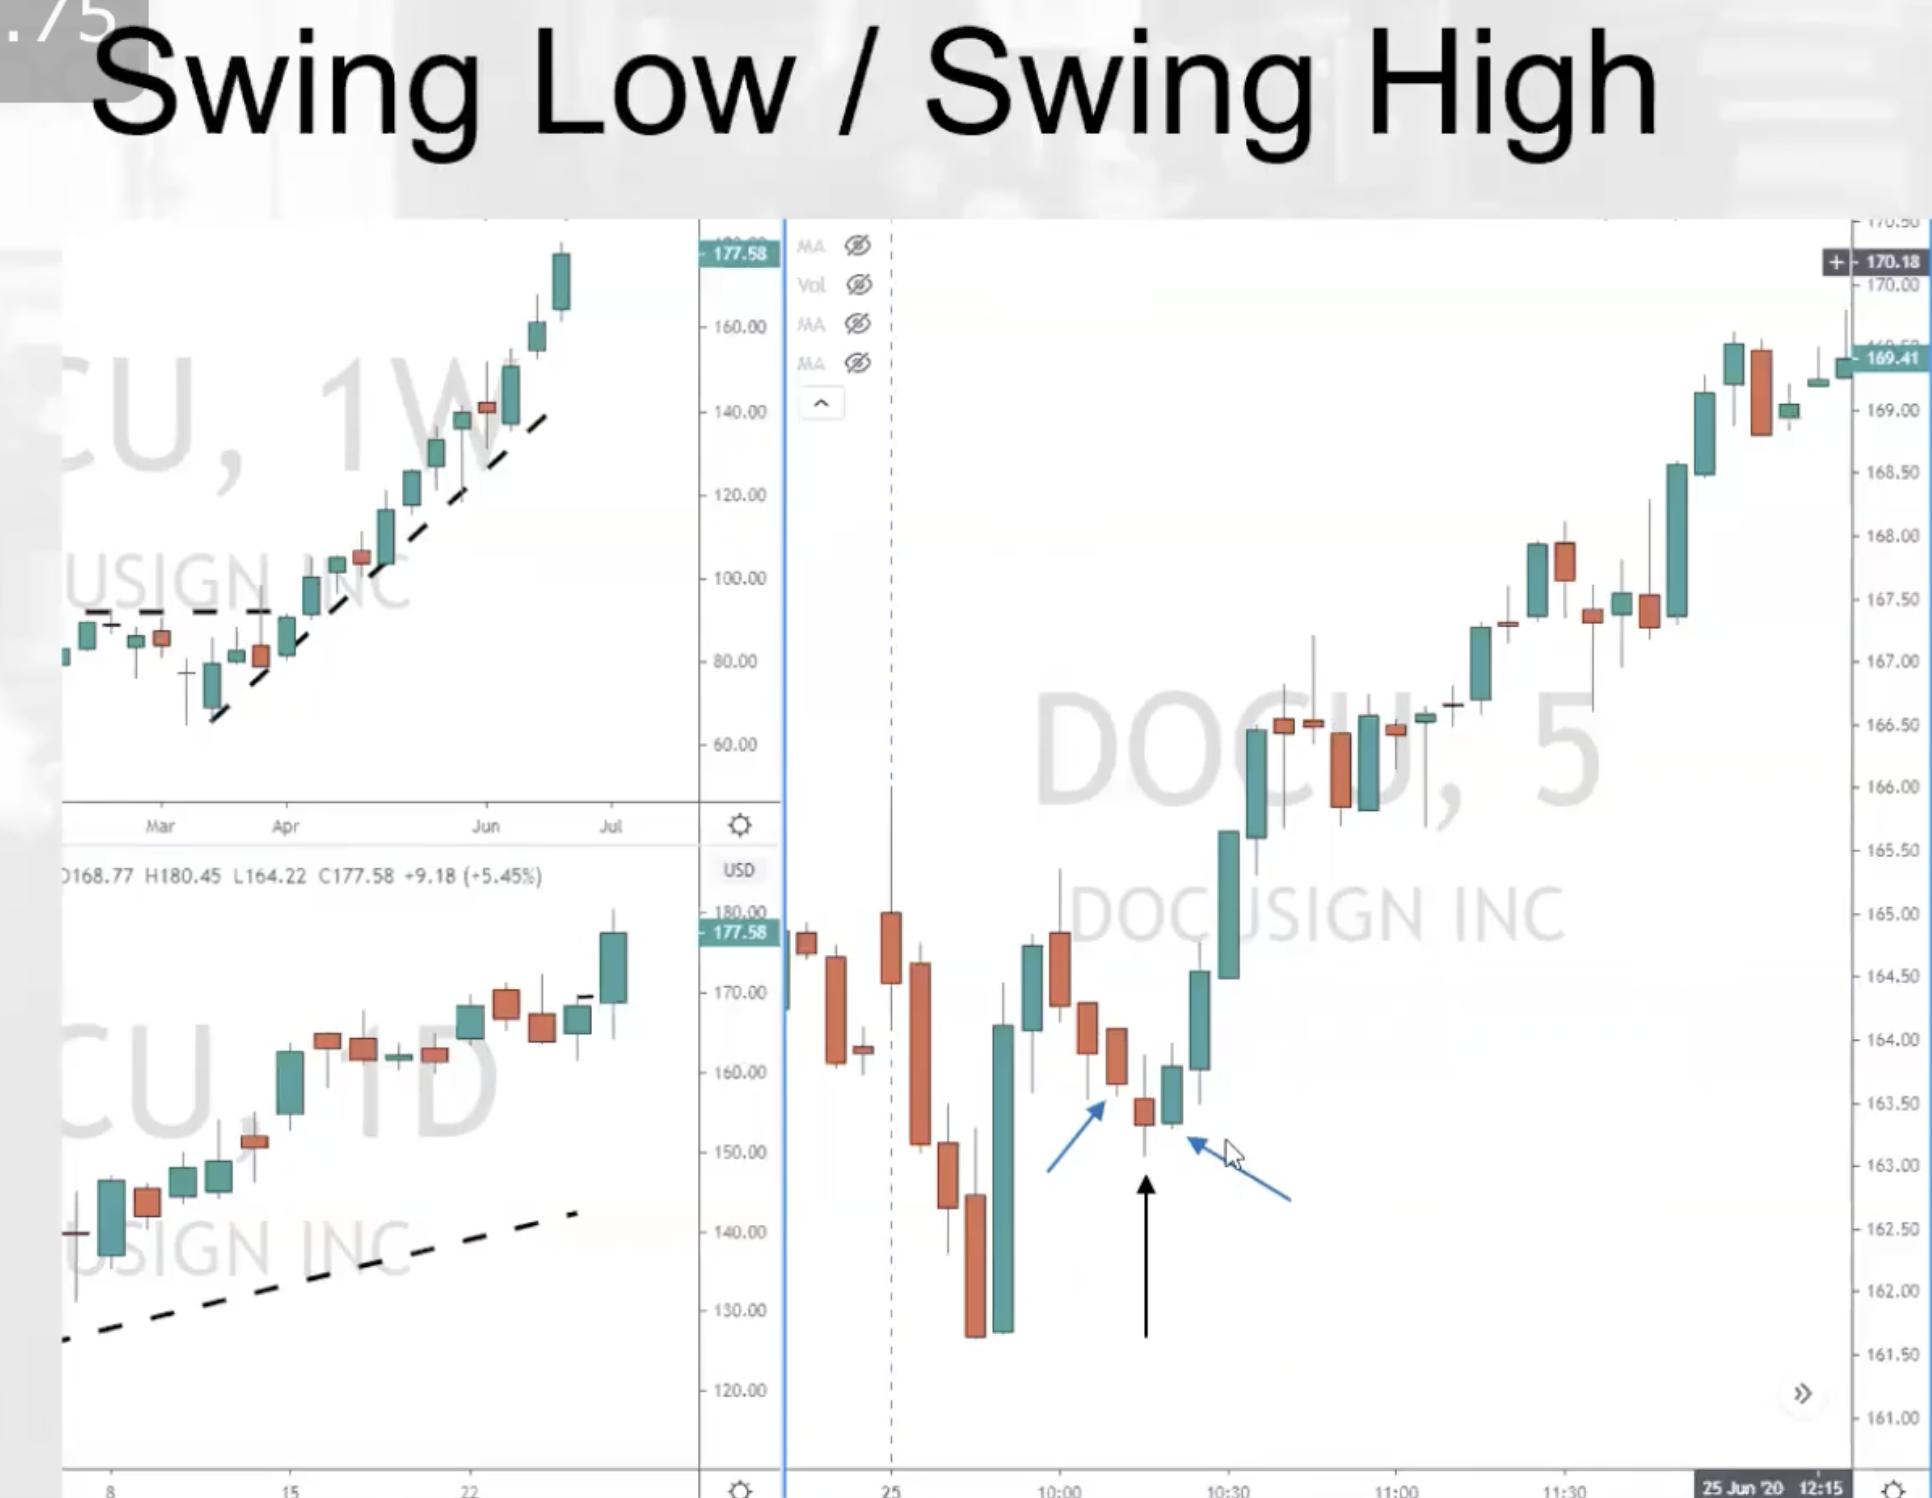 .75
Swing Low / Swing High
CU, 1W
USIGN INC
177.58
160.00
140.00
120.00
100.00
80.00
60.00
Mar Apr Jun Jul
168.77 H180.45 L164.22 C177.58 +9.18 (+5.45%)
USD
180.00
177.58
170.00
160.00
150.00
140.00
130.00
120.00
CU, 1D
USIGN INC
8 15 22
MA
Vol
MA
MA
DOCU, 5
DOCUSIGN INC
170.50
170.18
170.00
169.41
169.00
168.50
168.00
167.50
167.00
166.50
166.00
165.50
165.00
164.50
164.00
163.50
163.00
162.50
162.00
161.50
161.00
25 10:00 10:30 11:00 11:30 25 Jun '20 12:15